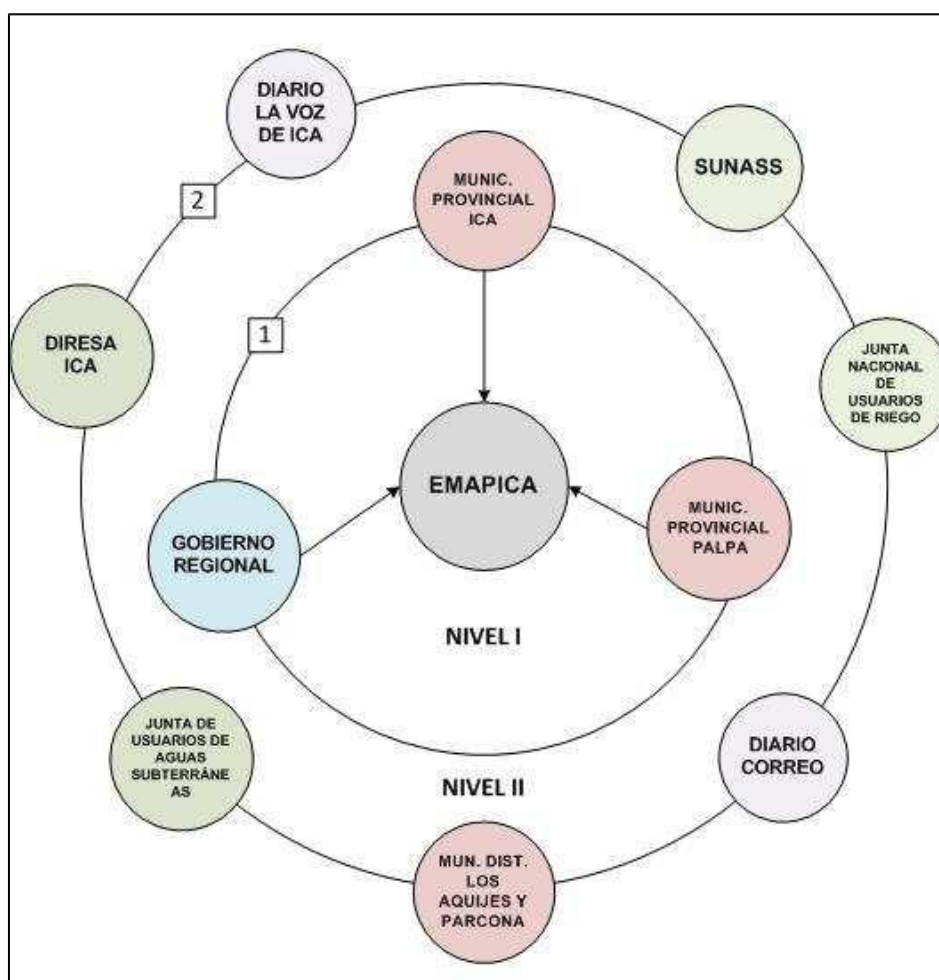 DIARIO
LA VOZ
DE ICA
SUNASS
MUNIC.
PROVINCIAL
ICA
2
1
DIRESA
ICA
JUNTA
NACIONAL
DE
USUARIOS
DE RIEGO
EMAPICA
MUNIC.
PROVINCIAL
PALPA
GOBIERNO
REGIONAL
NIVEL I
JUNTA DE
USUARIOS DE
AGUAS
SUBTERRÁNE
AS
DIARIO
CORREO
NIVEL II
MUN. DIST.
LOS
AQUIJES Y
PARCONA